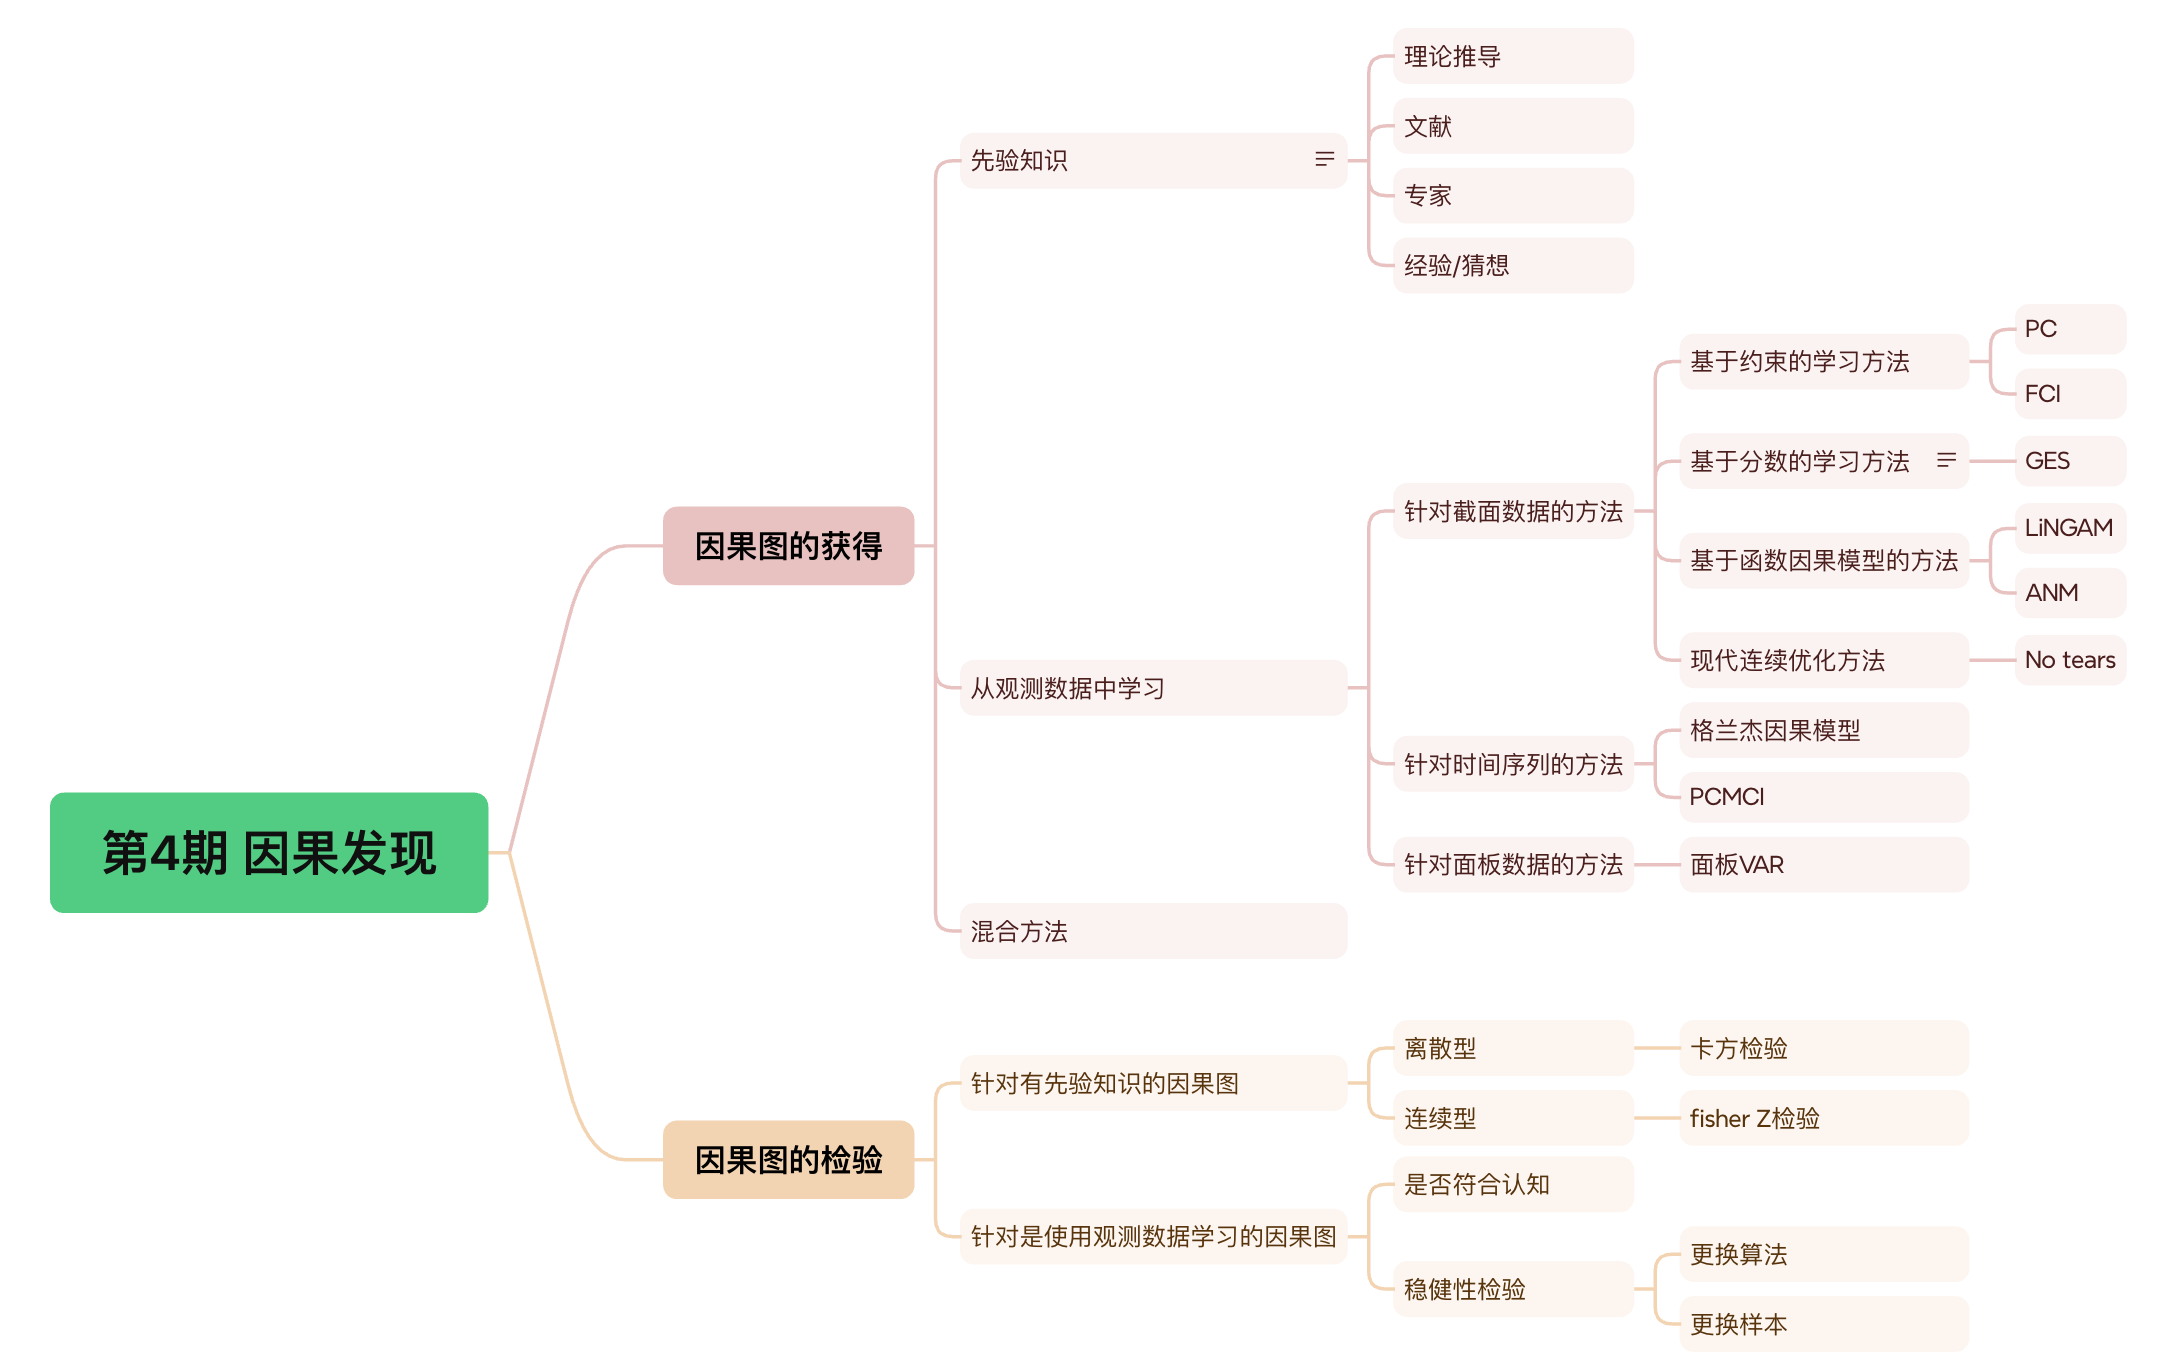 第4期 因果发现
因果图的获得
先验知识
理论推导
文献
专家
经验/猜想
从观测数据中学习
针对截面数据的方法
基于约束的学习方法
PC
FCI
基于分数的学习方法
GES
基于函数因果模型的方法
LiNGAM
ANM
现代连续优化方法
No tears
针对时间序列的方法
格兰杰因果模型
PCMCI
针对面板数据的方法
面板VAR
混合方法
因果图的检验
针对有先验知识的因果图
离散型
卡方检验
连续型
fisher Z检验
针对是使用观测数据学习的因果图
是否符合认知
稳健性检验
更换算法
更换样本